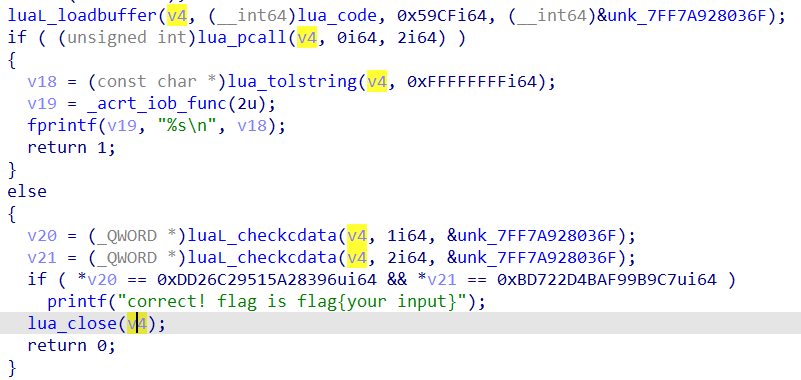 luaL_loadbuffer(v4, (__int64)lua_code, 0x59CFi64, (__int64)&unk_7FF7A928036F);
if ( (unsigned int)lua_pcall(v4, 0i64, 2i64) )
{
  v18 = (const char *)lua_tolstring(v4, 0xFFFFFFFFi64);
  v19 = _acrt_iob_func(2u);
  fprintf(v19, "%s\n", v18);
  return 1;
}
else
{
  v20 = (_QWORD *)luaL_checkcdata(v4, 1i64, &unk_7FF7A928036F);
  v21 = (_QWORD *)luaL_checkcdata(v4, 2i64, &unk_7FF7A928036F);
  if ( *v20 == 0xDD26C29515A28396ui64 && *v21 == 0xBD722D4BAF99B9C7ui64 )
    printf("correct! flag is flag{your input}");
  lua_close(v4);
  return 0;
}